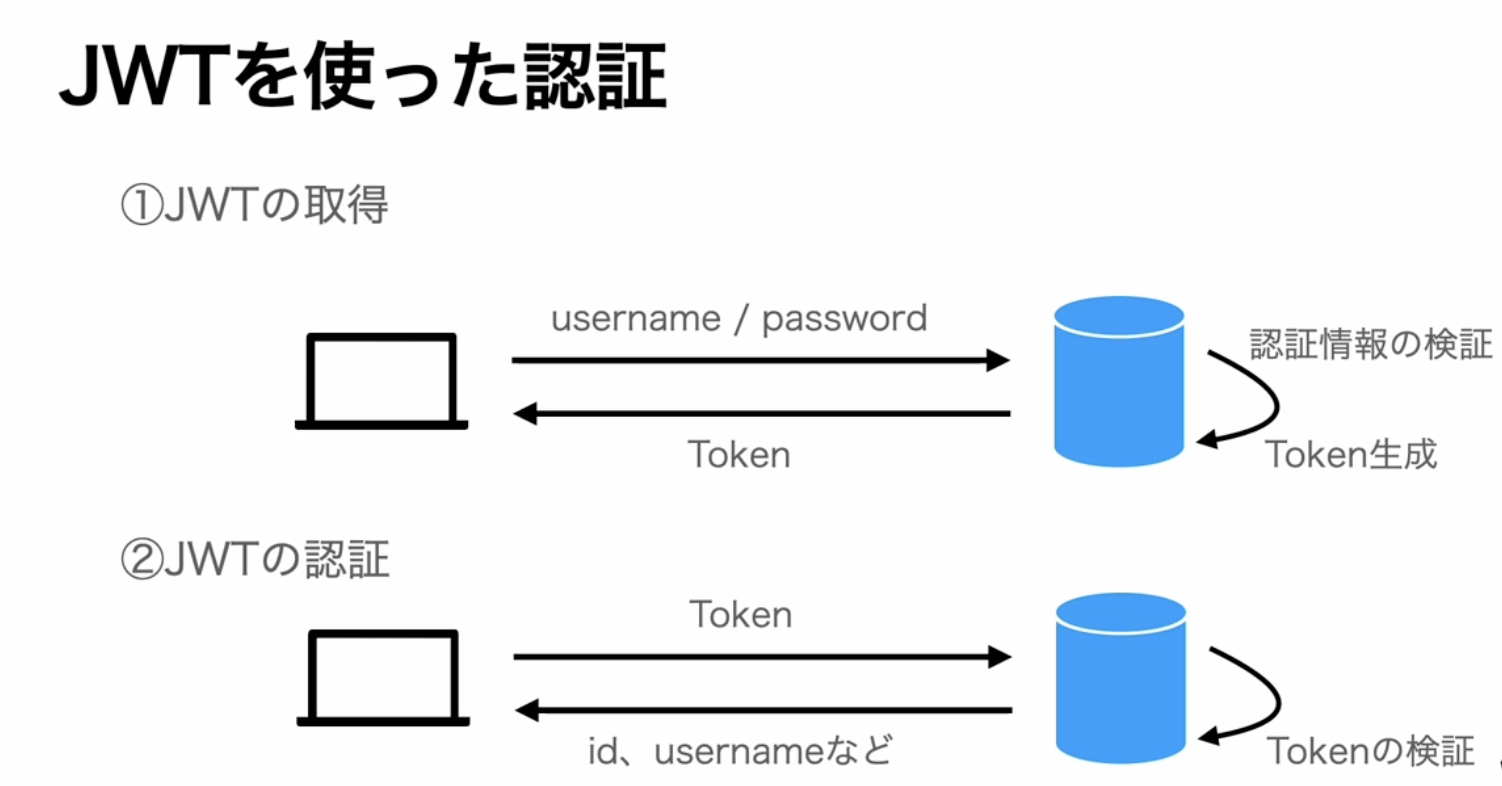 JWTを使った認証
①JWTの取得
username / password
認証情報の検証
Token
Token生成
②JWTの認証
Token
id、usernameなど
Tokenの検証